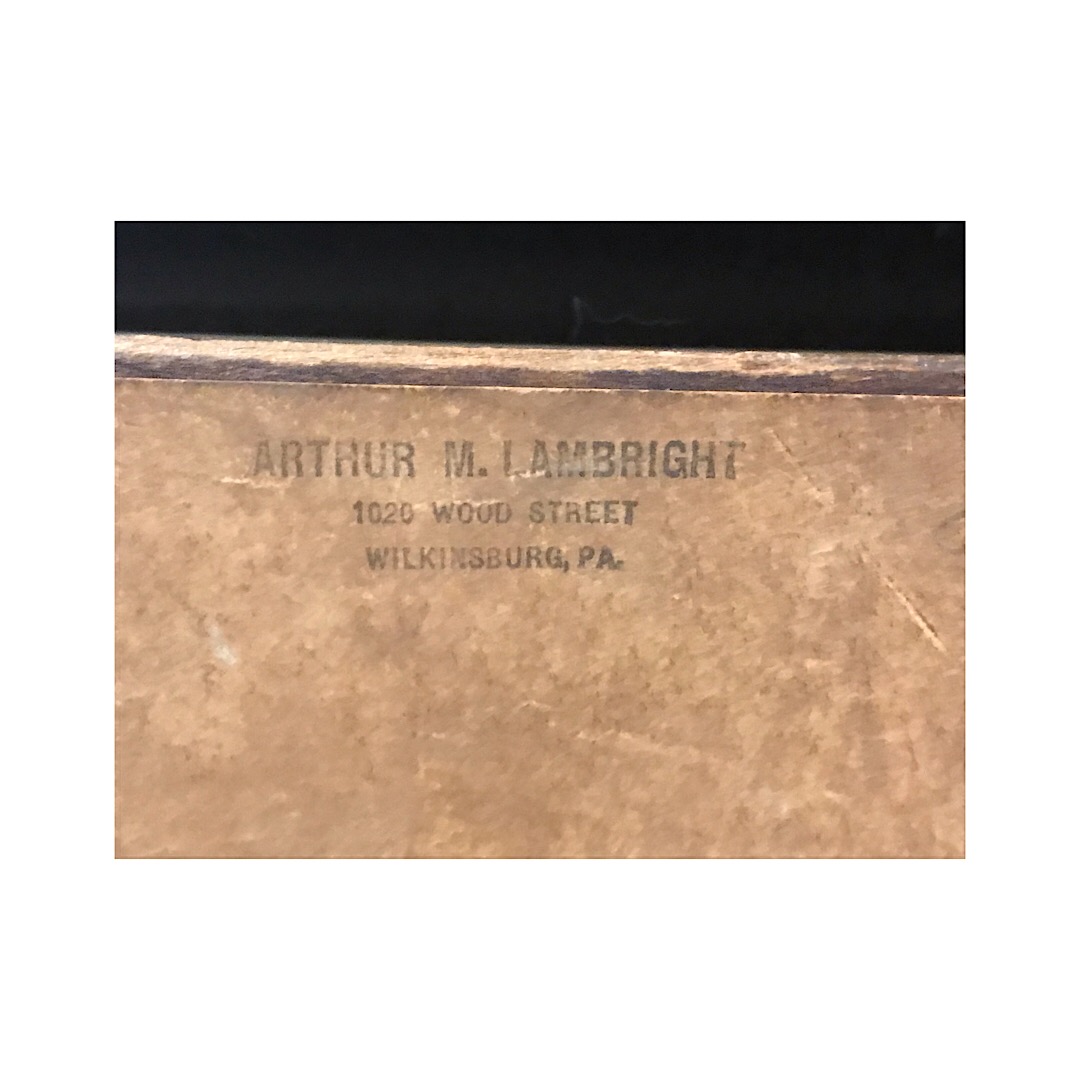 ARTHUR M. LAMBRIGHT
1020 WOOD STREET
WILKINSBURG, PA.